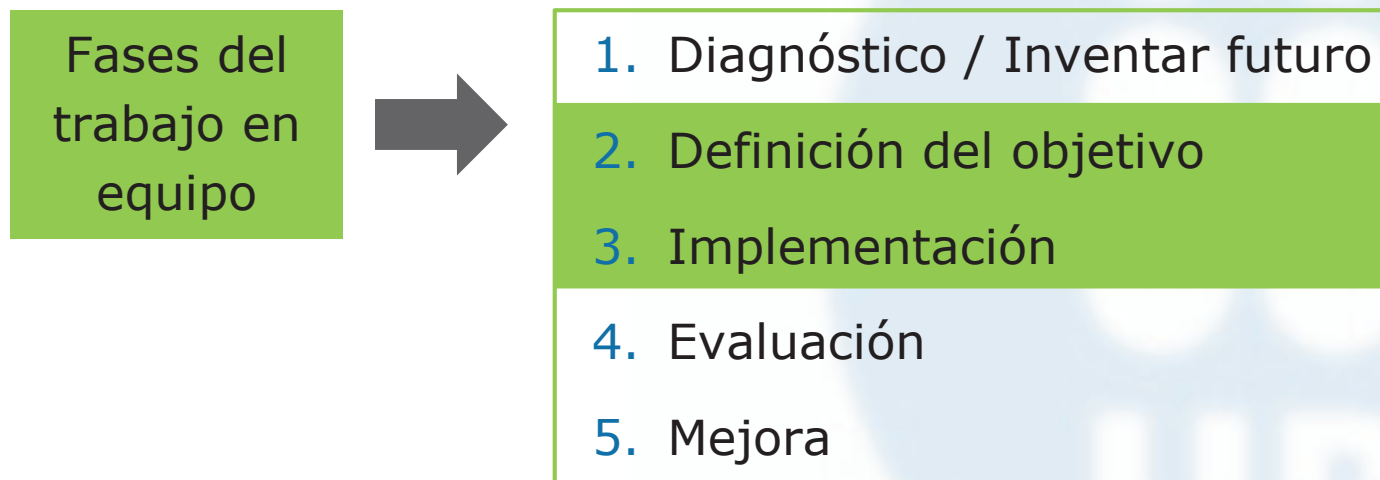 Fases del
trabajo en
equipo
1. Diagnóstico / Inventar futuro
2. Definición del objetivo
3. Implementación
4. Evaluación
5. Mejora